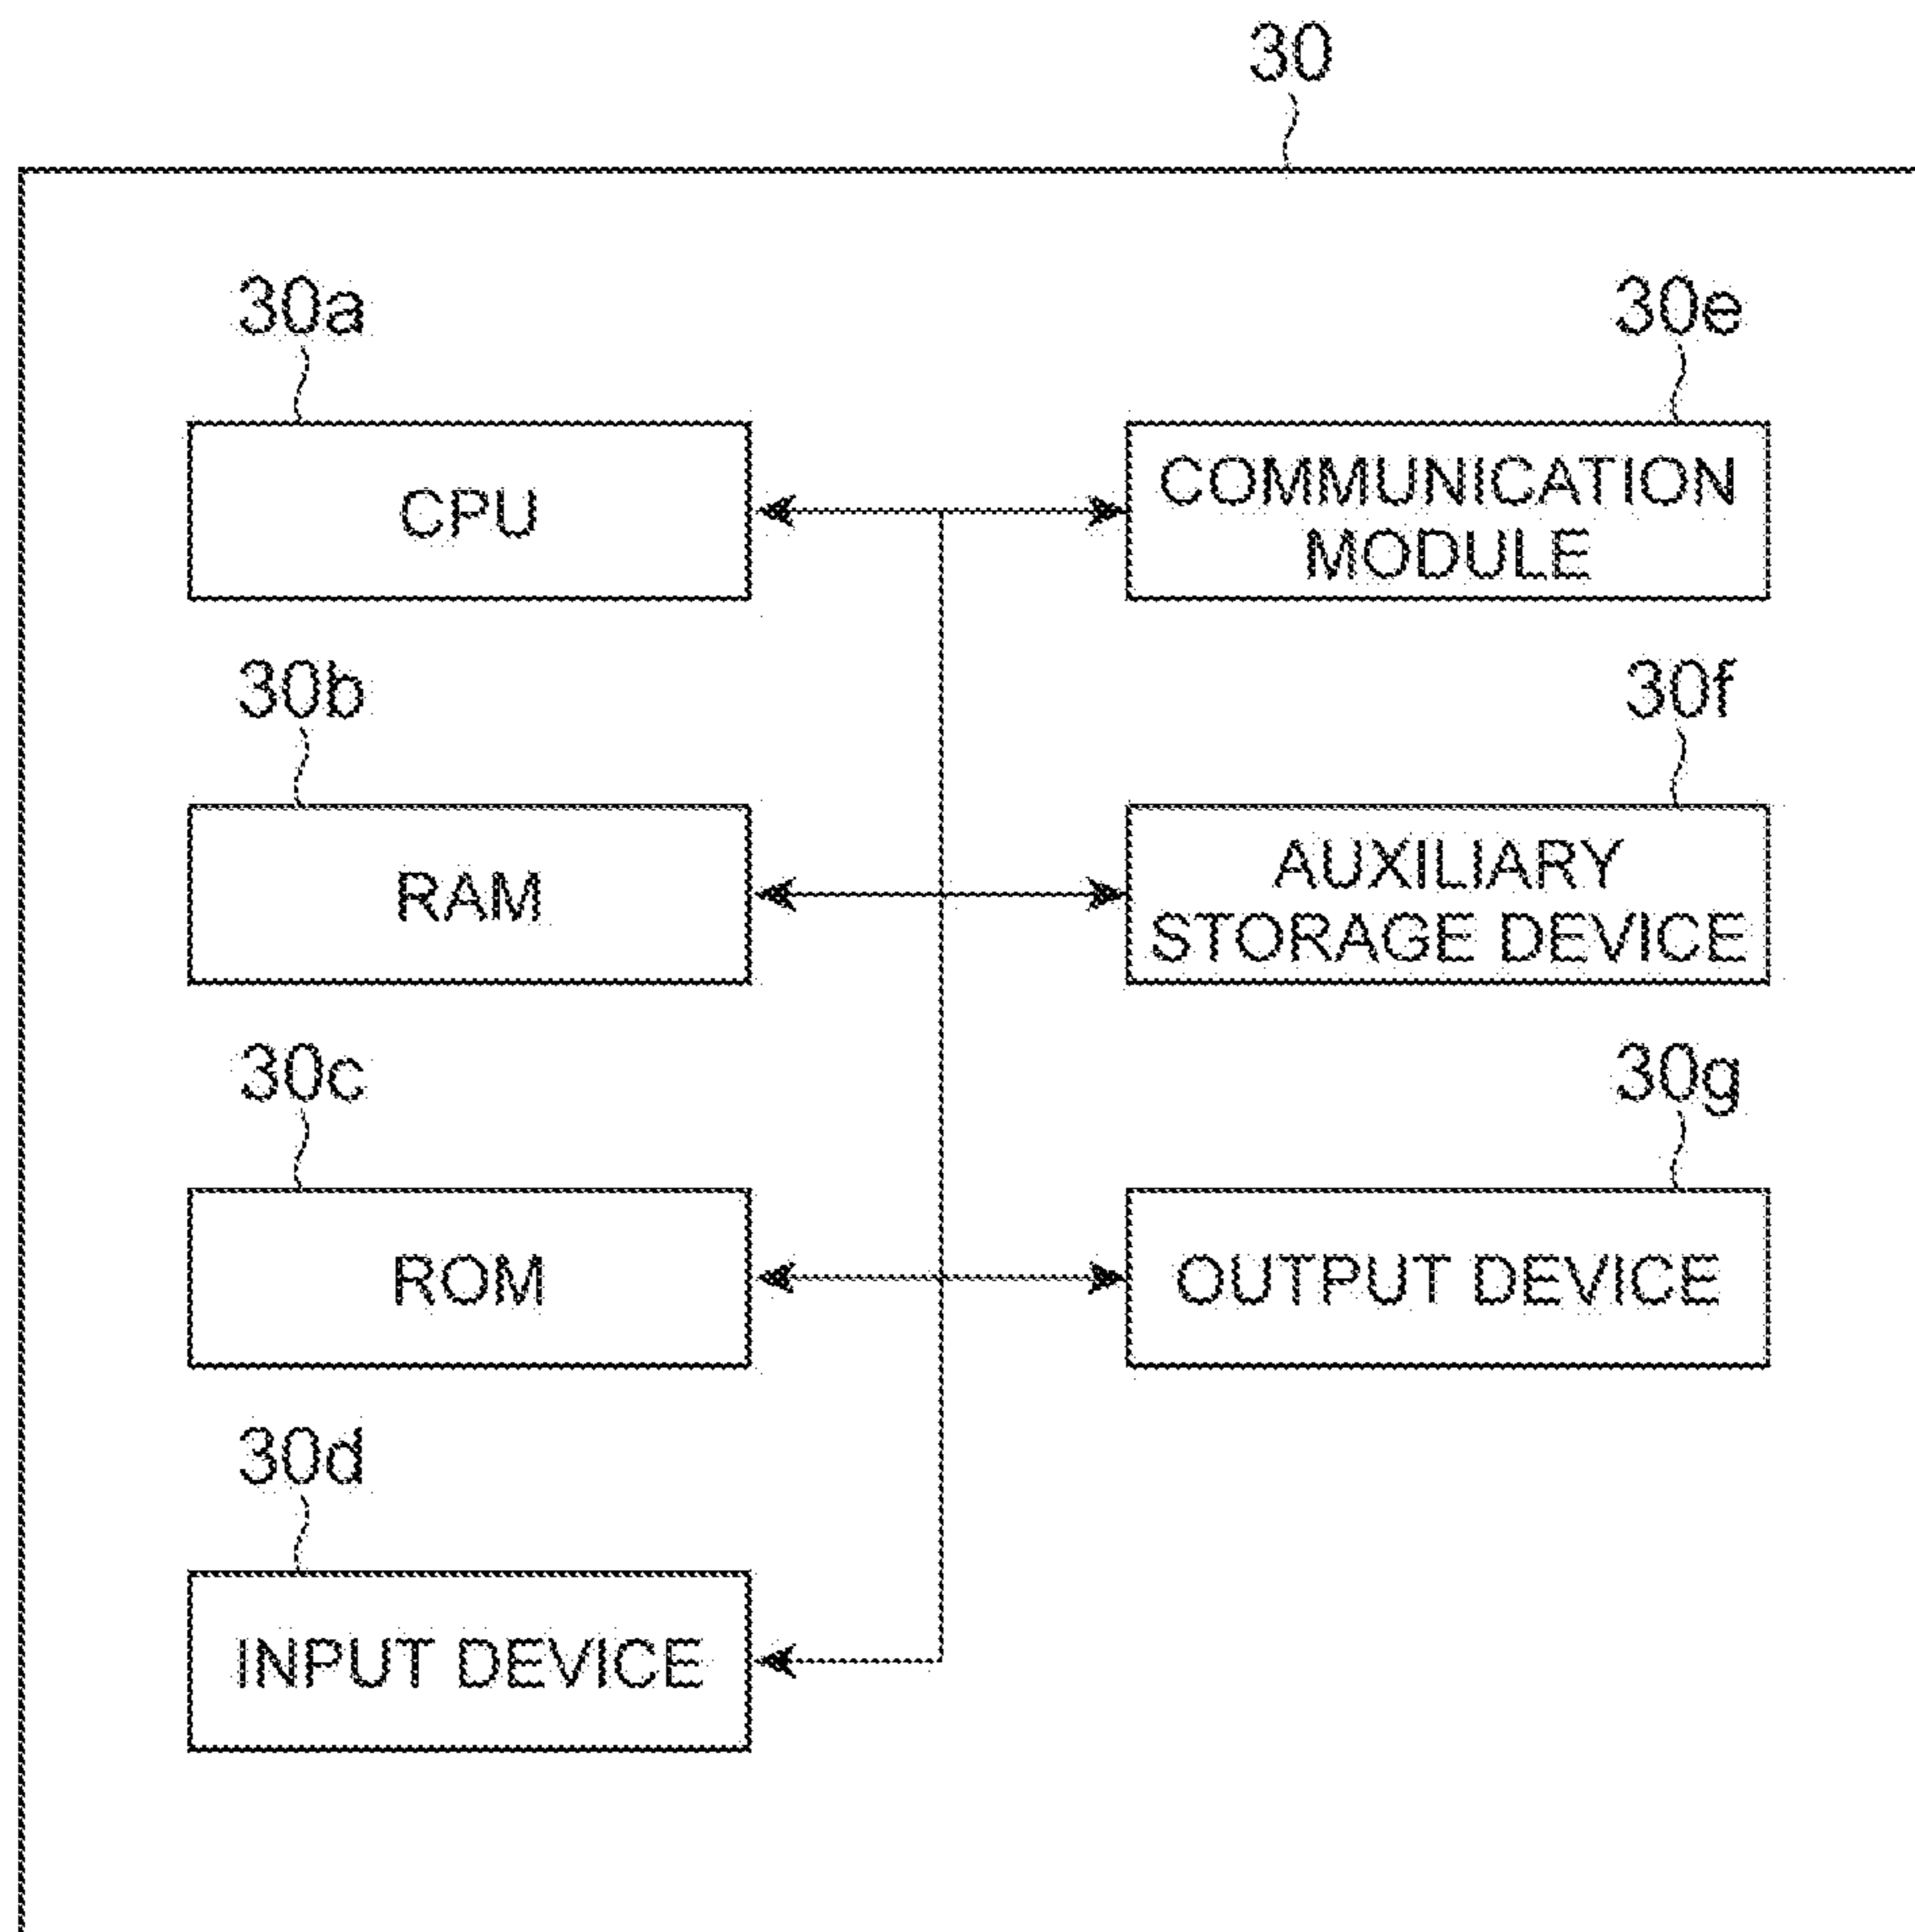 30
30a
30e
CPU
COMMUNICATION
MODULE
30b
30f
RAM
AUXILIARY
STORAGE DEVICE
30c
30g
ROM
OUTPUT DEVICE
30d
INPUT DEVICE